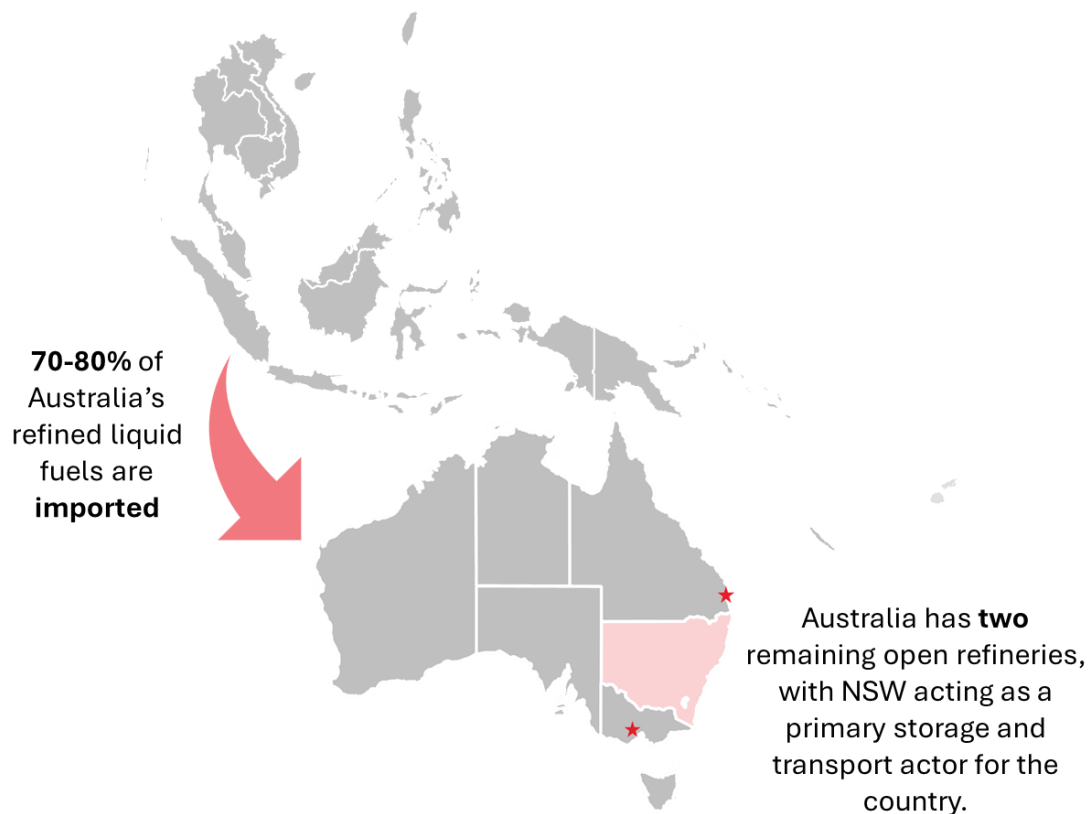 70-80% of
Australia’s
refined liquid
fuels are
imported
Australia has two
remaining open refineries,
with NSW acting as a
primary storage and
transport actor for the
country.